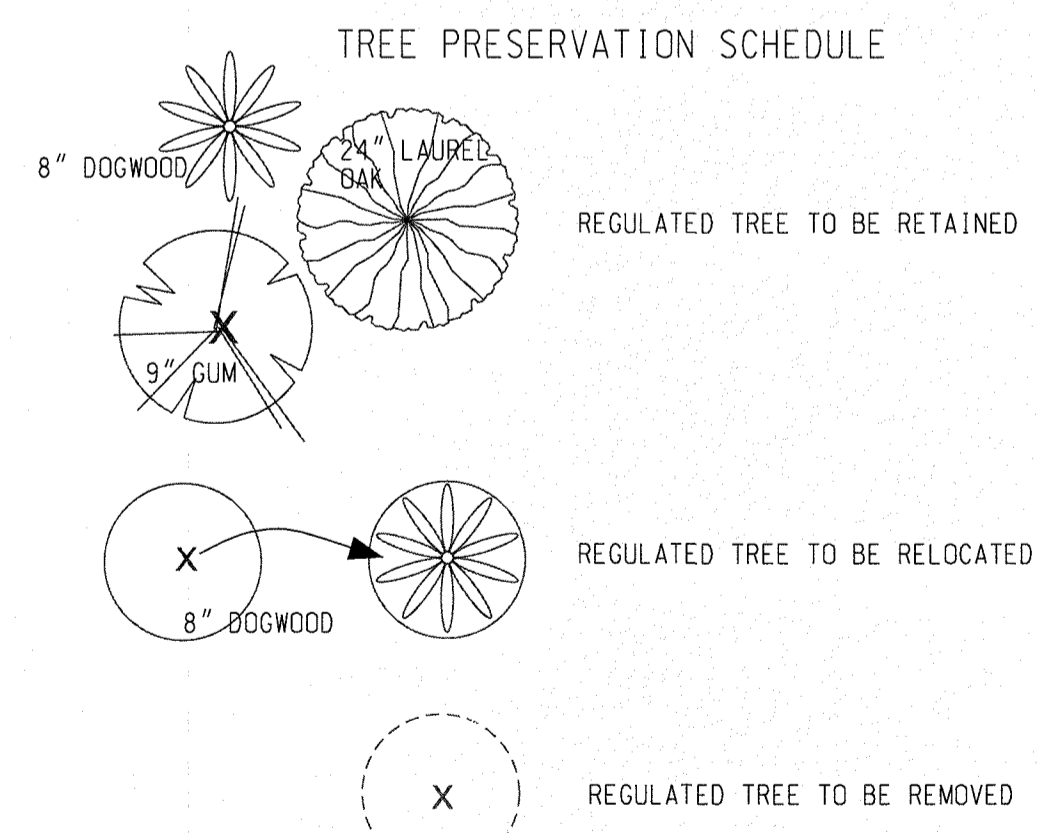 TREE PRESERVATION SCHEDULE
8" DOGWOOD
24" LAUREL
OAK
REGULATED TREE TO BE RETAINED
X
9" GUM
X
8" DOGWOOD
REGULATED TREE TO BE RELOCATED
X
REGULATED TREE TO BE REMOVED